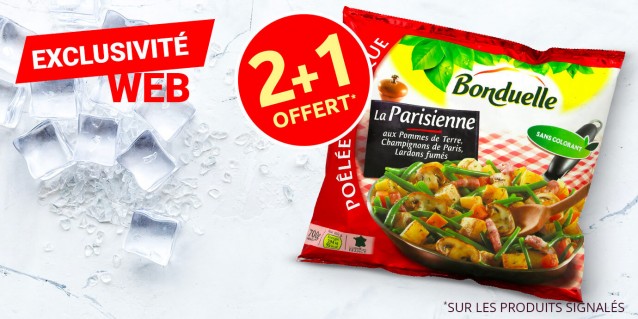 EXCLUSIVITÉ
WEB
2+1
OFFERT*
Bonduelle
La Parisienne
aux Pommes de Terre,
Champignons de Paris,
Lardons fumés
SANS COLORANT
POÊLÉE
*SUR LES PRODUITS SIGNALÉS